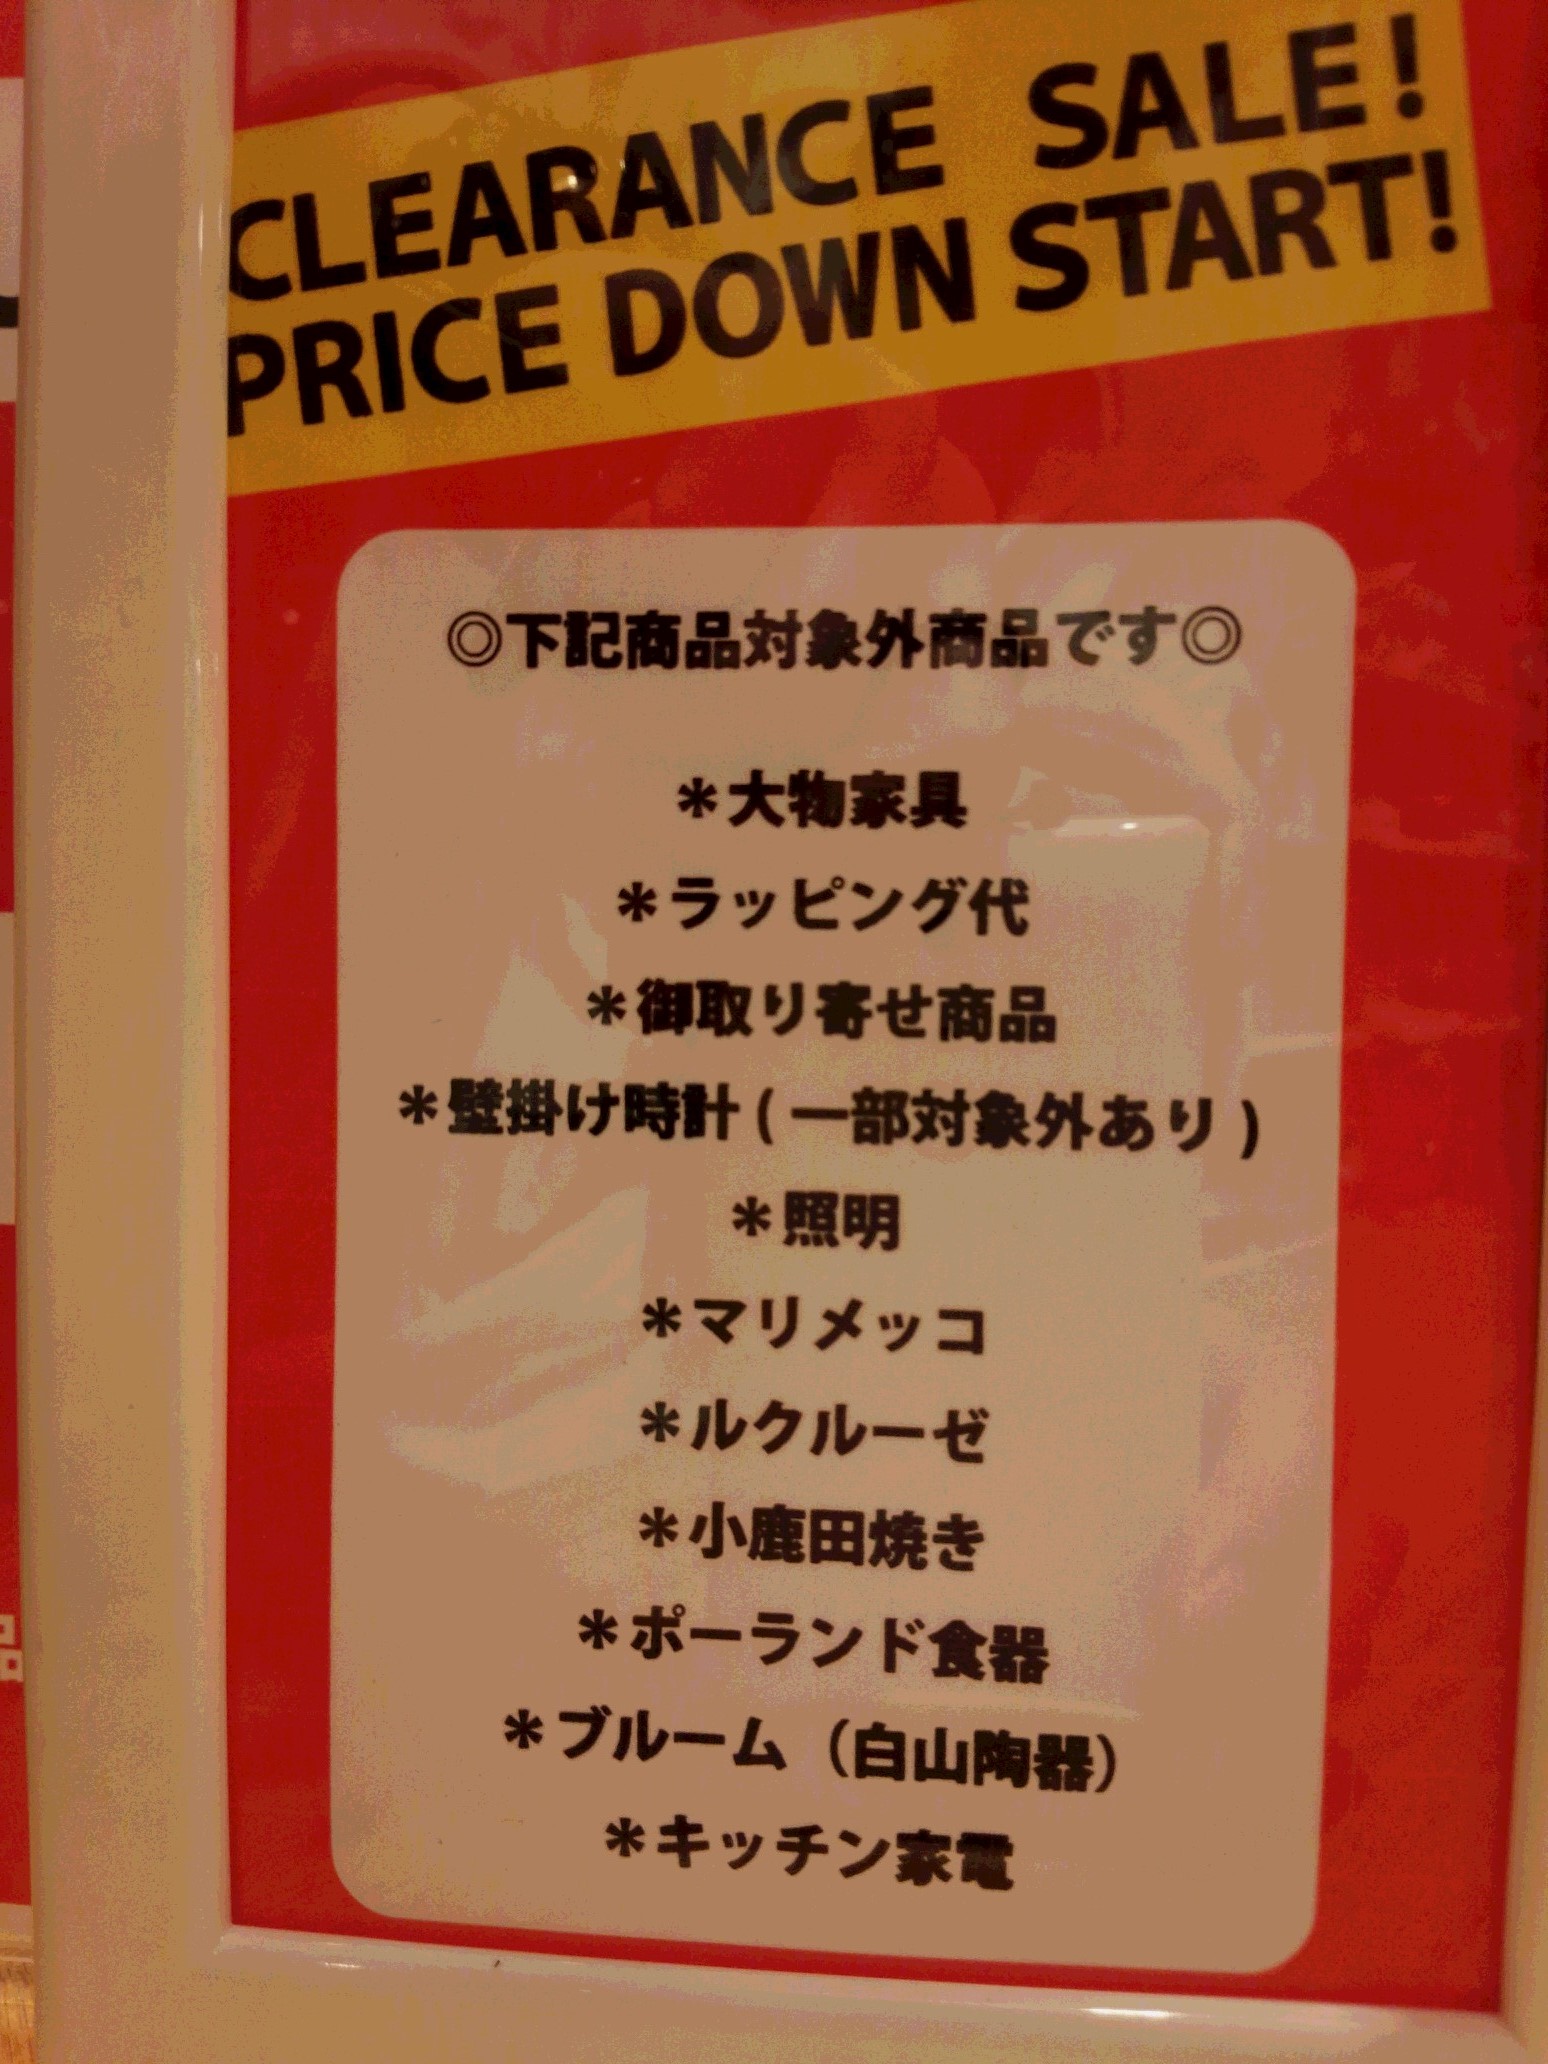 CLEARANCE SALE!
PRICE DOWN START!
◎下記商品対象外商品です◎
＊大物家具
＊ラッピング代
＊御取り寄せ商品
＊壁掛け時計(一部対象外あり)
＊照明
＊マリメッコ
＊ルクルーゼ
＊小鹿田焼き
＊ポーランド食器
＊ブルーム（白山陶器）
＊キッチン家電
品